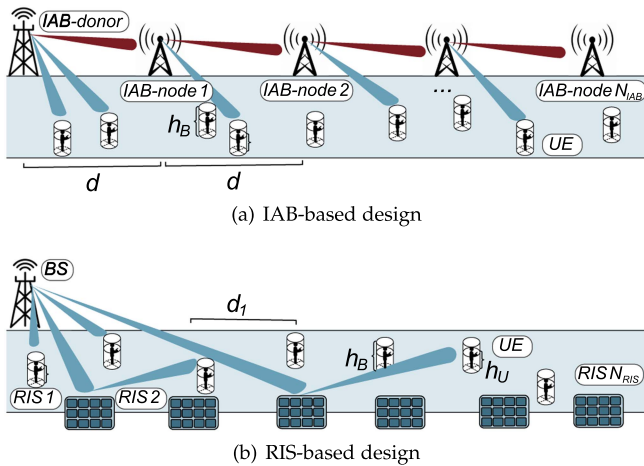 IAB-donor
IAB-node 1
IAB-node 2
...
IAB-node N_IAB
h_B
UE
d
d
(a) IAB-based design
BS
d_1
UE
h_B
h_U
RIS 1
RIS 2
RIS N_RIS
(b) RIS-based design